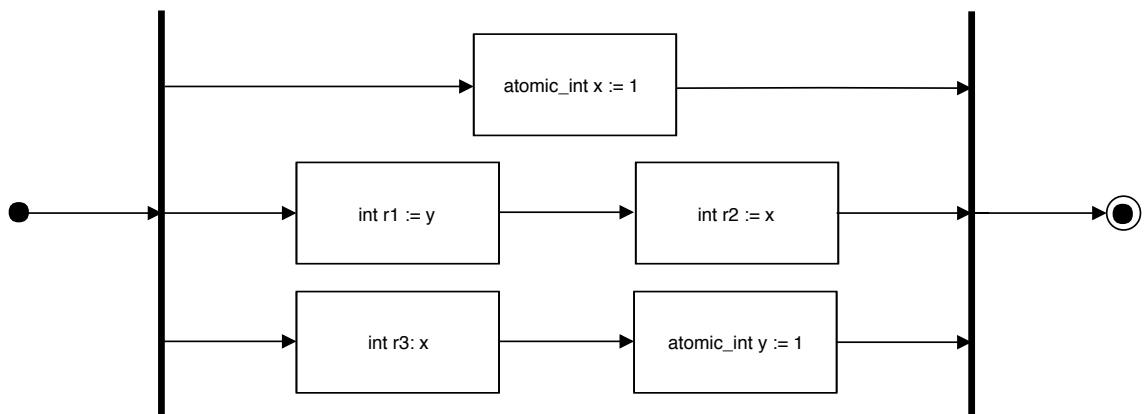 atomic_int x := 1
int r1 := y
int r2 := x
int r3: x
atomic_int y := 1